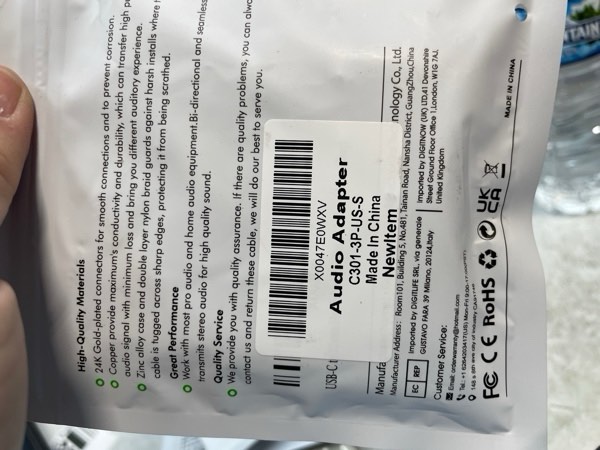 High-Quality Materials
24K Gold-plated connectors for smooth connections and to prevent corrosion.
Copper provide maximum's conductivity and durability, which can transfer high
audio signal with minimum loss and bring you different auditory experience.
Zinc alloy case and double layer nylon braid guards against harsh installs where
cable is tugged across sharp edges, protecting it from being scrathed.
Great Performance
Work with most pro audio and home audio equipment.Bi-directional and seamless
transmits stereo audio for high quality sound.
Quality Service
We provide you with quality assurance. If there are quality problems, you can
contact us and return these cable, we will do our best to serve you.
X0047E0WXV
Audio Adapter
C301-3P-US-S
Made In China
NewItem
USB-C
Manufa nology Co., Ltd.
Manufacturer Address: Room101, Building 5, No.481, Tainan Road, Nansha District, GuangZhou,China
EC REP
Imported by DIGITLIFE SRL, via generale
GUSTAVO FARA 39 Milano, 20124,Italy
Imported by DIGITNOW (UK) LTD,41 Devonshire
Street Ground Floor Office 1,London, W1G 7AJ,
United Kingdom
Customer Service:
Email:
Tel.:
FC CE RoHS UK CA
MADE IN CHINA